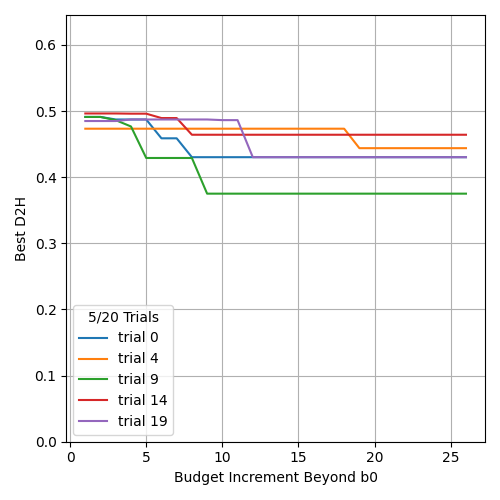 0.6
0.5
0.4
0.3
0.2
0.1
0.0
Best D2H
5/20 Trials
trial 0
trial 4
trial 9
trial 14
trial 19
0 5 10 15 20 25
Budget Increment Beyond b0